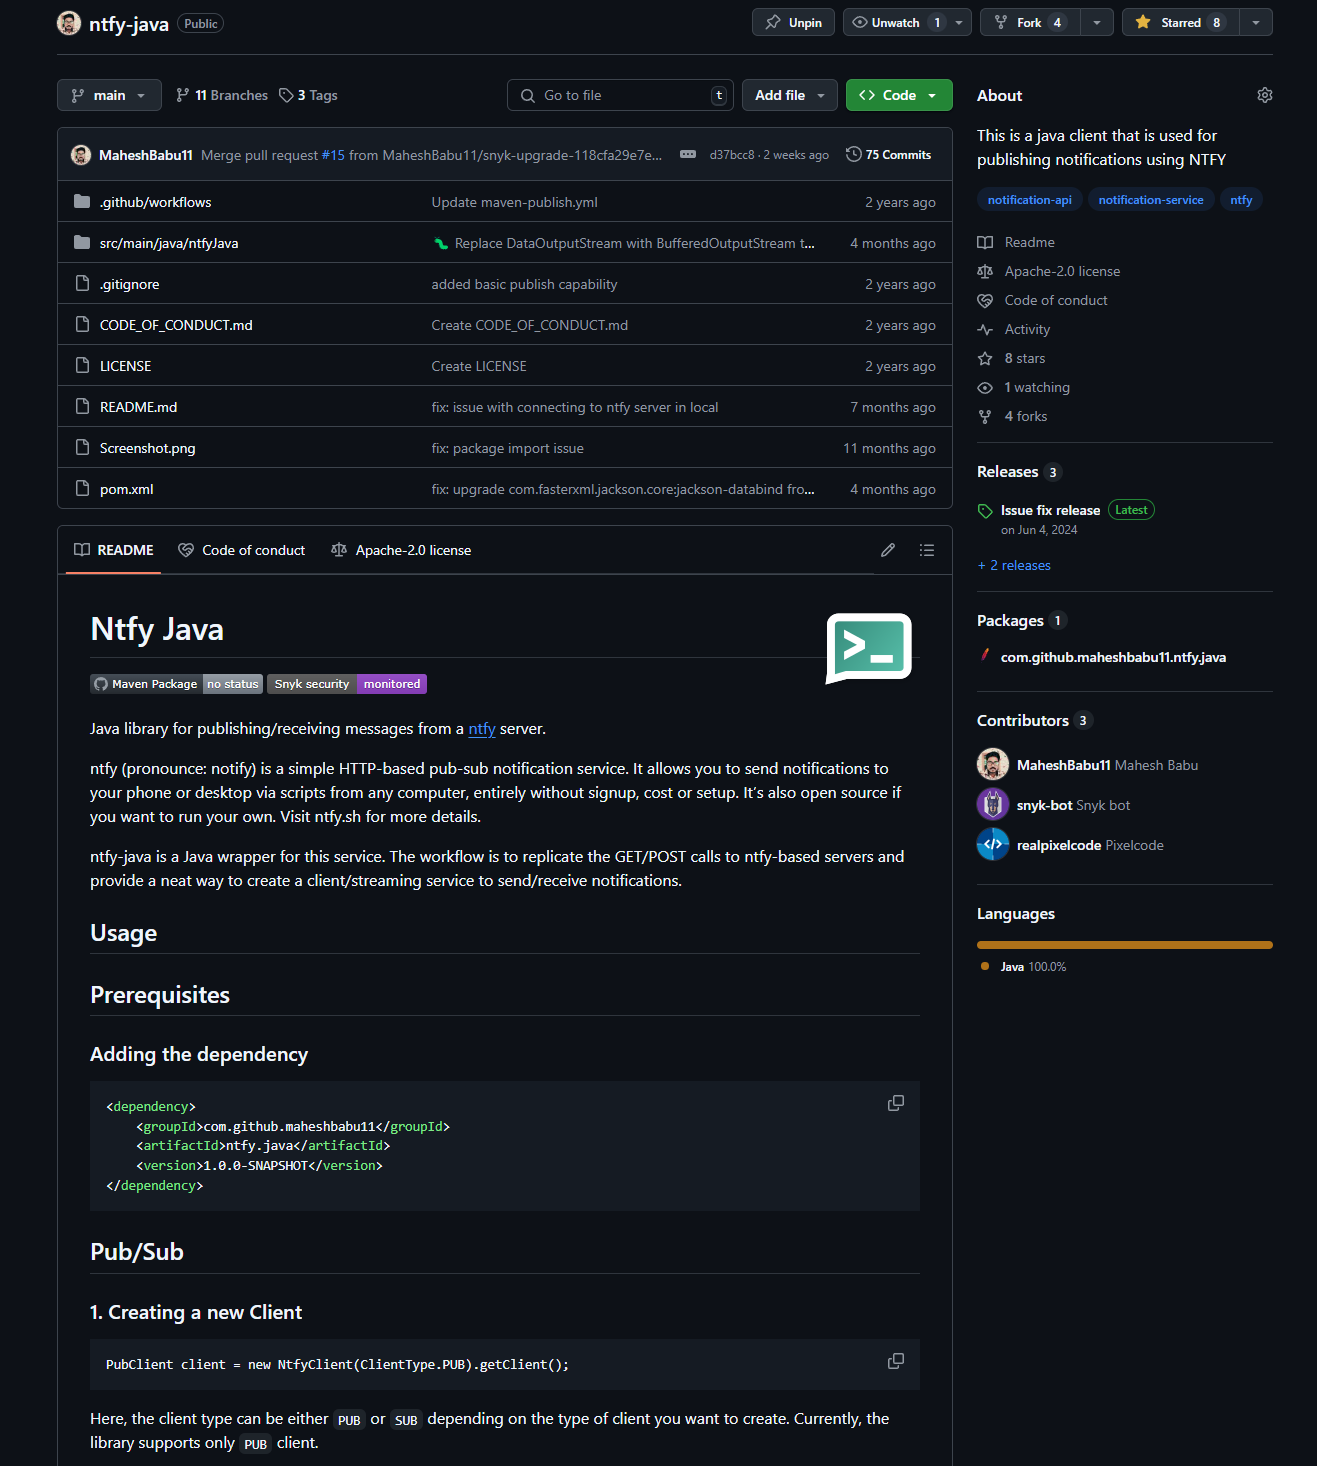 ntfy-java Public
Unpin
Unwatch 1
Fork 4
Starred 8
main
11 Branches
3 Tags
Go to file t
Add file
<> Code
MaheshBabu11 Merge pull request #15 from MaheshBabu11/snyk-upgrade-118cfa29e7e... d37bcc8 · 2 weeks ago 75 Commits
.github/workflows Update maven-publish.yml 2 years ago
src/main/java/ntfyJava Replace DataOutputStream with BufferedOutputStream t... 4 months ago
.gitignore added basic publish capability 2 years ago
CODE_OF_CONDUCT.md Create CODE_OF_CONDUCT.md 2 years ago
LICENSE Create LICENSE 2 years ago
README.md fix: issue with connecting to ntfy server in local 7 months ago
Screenshot.png fix: package import issue 11 months ago
pom.xml fix: upgrade com.fasterxml.jackson.core:jackson-databind fro... 4 months ago
README
Code of conduct
Apache-2.0 license
Ntfy Java
>_
Maven Package no status Snyk security monitored
Java library for publishing/receiving messages from a ntfy server.
ntfy (pronounce: notify) is a simple HTTP-based pub-sub notification service. It allows you to send notifications to
your phone or desktop via scripts from any computer, entirely without signup, cost or setup. It's also open source if
you want to run your own. Visit ntfy.sh for more details.
ntfy-java is a Java wrapper for this service. The workflow is to replicate the GET/POST calls to ntfy-based servers and
provide a neat way to create a client/streaming service to send/receive notifications.
Usage
Prerequisites
Adding the dependency
<dependency>
    <groupId>com.github.maheshbabu11</groupId>
    <artifactId>ntfy.java</artifactId>
    <version>1.0.0-SNAPSHOT</version>
</dependency>
Pub/Sub
1. Creating a new Client
PubClient client = new NtfyClient(ClientType.PUB).getClient();
Here, the client type can be either PUB or SUB depending on the type of client you want to create. Currently, the
library supports only PUB client.
About
This is a java client that is used for
publishing notifications using NTFY
notification-api notification-service ntfy
Readme
Apache-2.0 license
Code of conduct
Activity
8 stars
1 watching
4 forks
Releases 3
Issue fix release Latest
on Jun 4, 2024
+ 2 releases
Packages 1
com.github.maheshbabu11.ntfy.java
Contributors 3
MaheshBabu11 Mahesh Babu
snyk-bot Snyk bot
realpixelcode Pixelcode
Languages
Java 100.0%